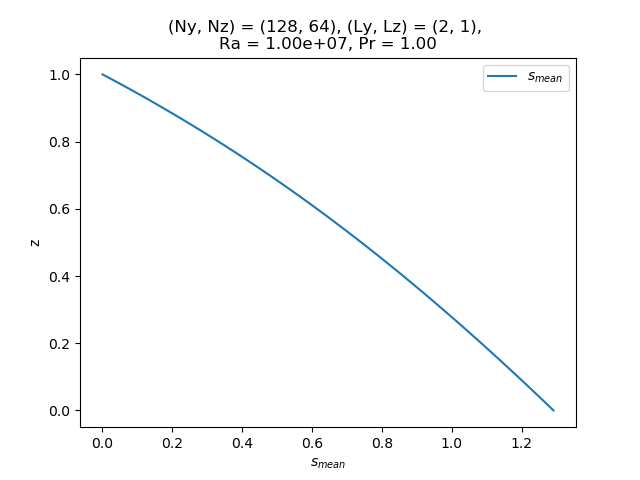 (Ny, Nz) = (128, 64), (Ly, Lz) = (2, 1),
Ra = 1.00e+07, Pr = 1.00
s_mean
1.0
0.8
0.6
0.4
0.2
0.0
z
0.0 0.2 0.4 0.6 0.8 1.0 1.2
s_mean